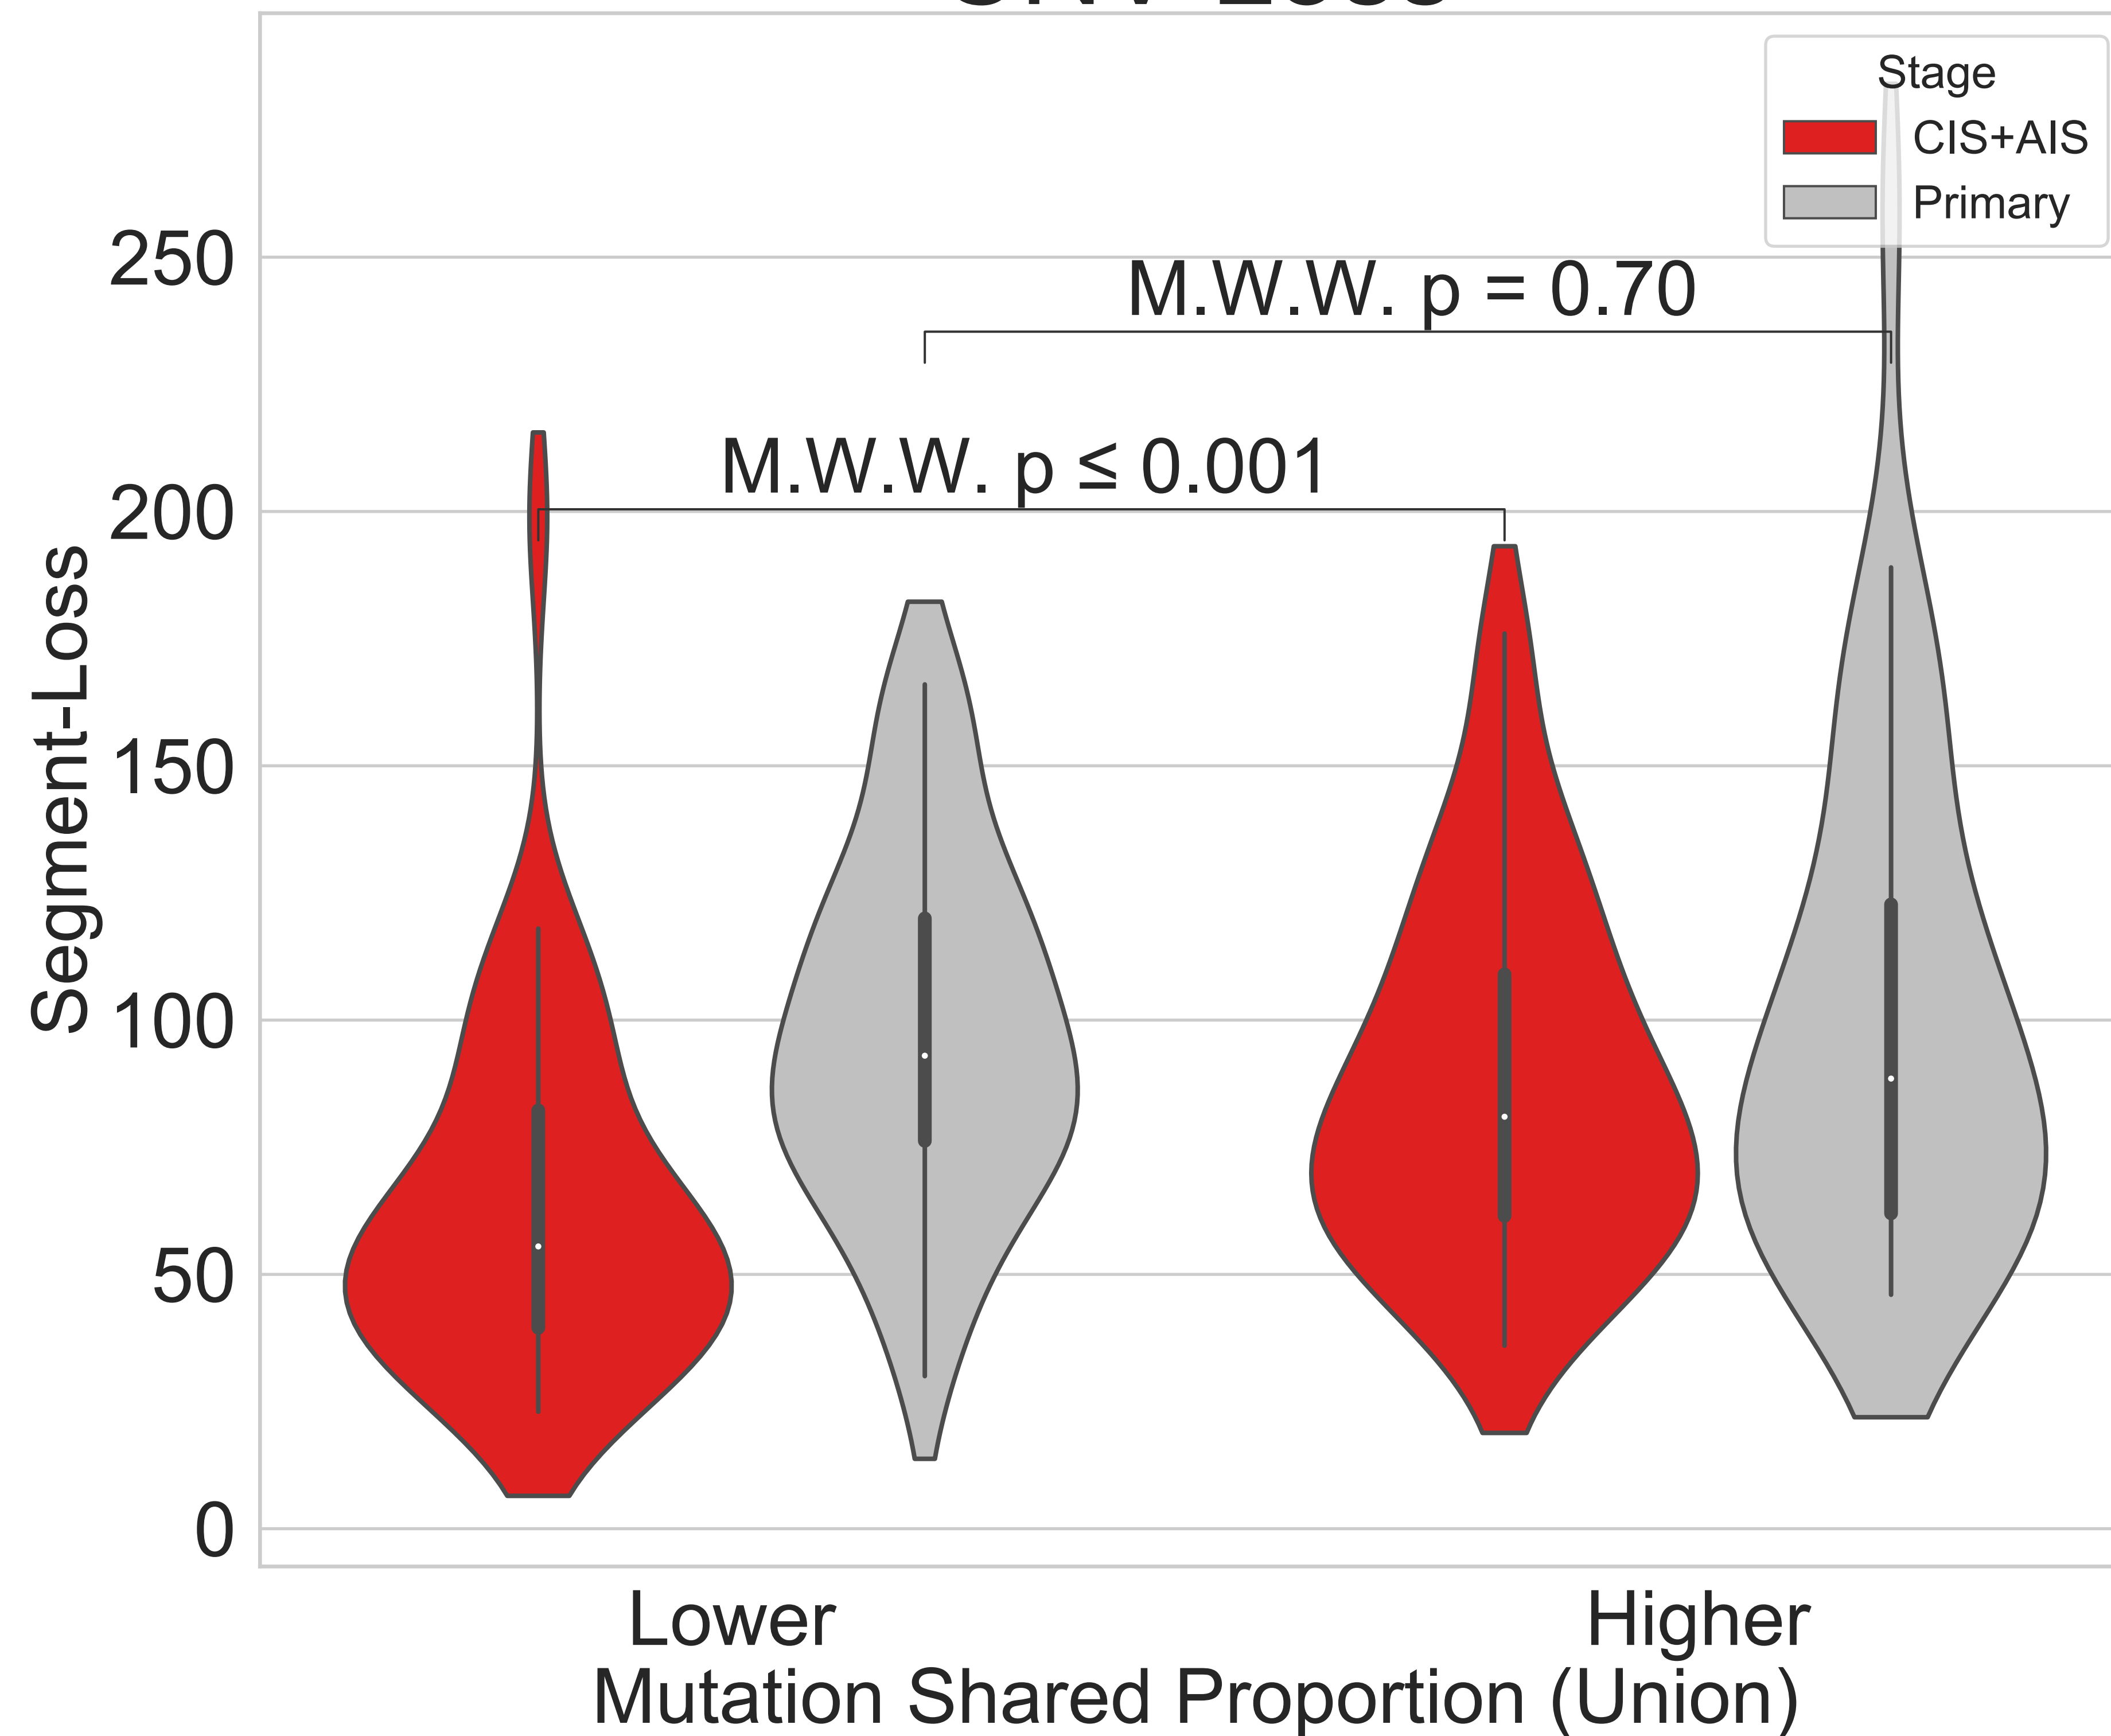 Stage
CIS+AIS
Primary
M.W.W. p = 0.70
M.W.W. p ≤ 0.001
Segment-Loss
250
200
150
100
50
0
Lower
Higher
Mutation Shared Proportion (Union)